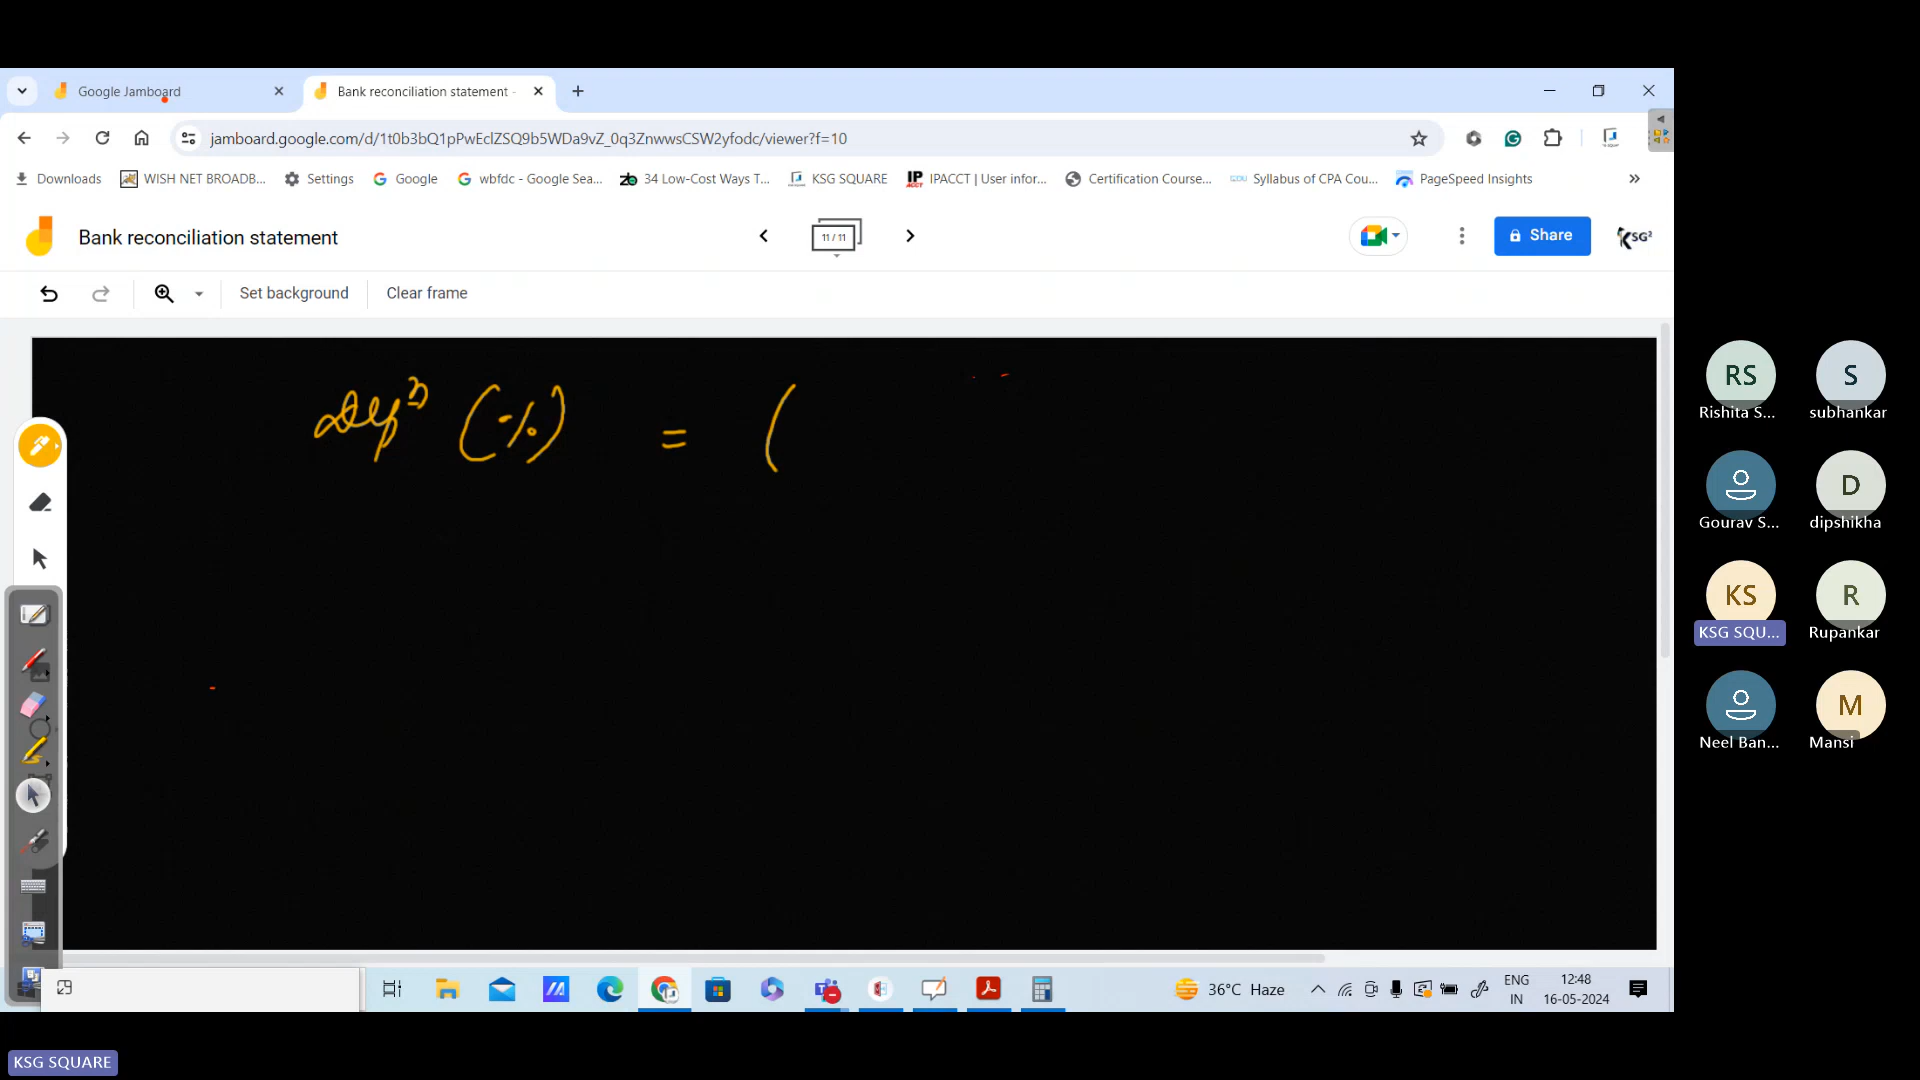 Google Jamboard
Bank reconciliation statement -
jamboard.google.com/d/1t0b3bQ1pPwEclZSQ9b5WDa9vZ_0q3ZnwwsCSW2yfodc/viewer?f=10
Downloads WISH NET BROADB... Settings Google wbfdc - Google Sea... 34 Low-Cost Ways T... KSG SQUARE IPACCT | User infor... Certification Course... Syllabus of CPA Cou... PageSpeed Insights
Bank reconciliation statement
11 / 11
Share
KSG²
Set background Clear frame
Depⁿ (%) = (
RS S
Rishita S... subhankar
D
Gourav S... dipshikha
KS R
KSG SQU... Rupankar
M
Neel Ban... Mansi
36°C Haze
ENG
IN
12:48
16-05-2024
KSG SQUARE